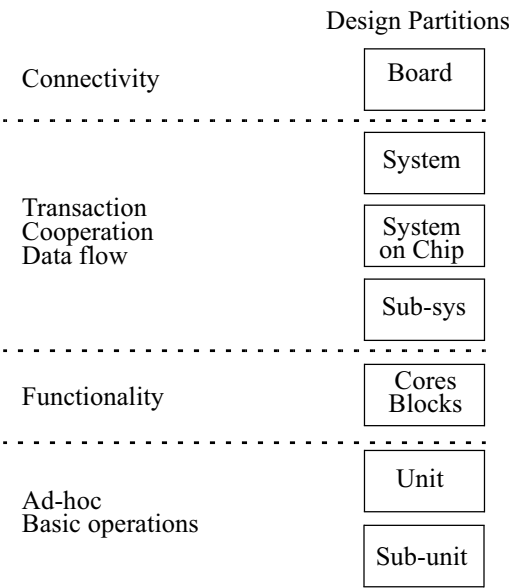 Design Partitions
Connectivity
Board
System
Transaction
Cooperation
Data flow
System
on Chip
Sub-sys
Functionality
Cores
Blocks
Unit
Ad-hoc
Basic operations
Sub-unit